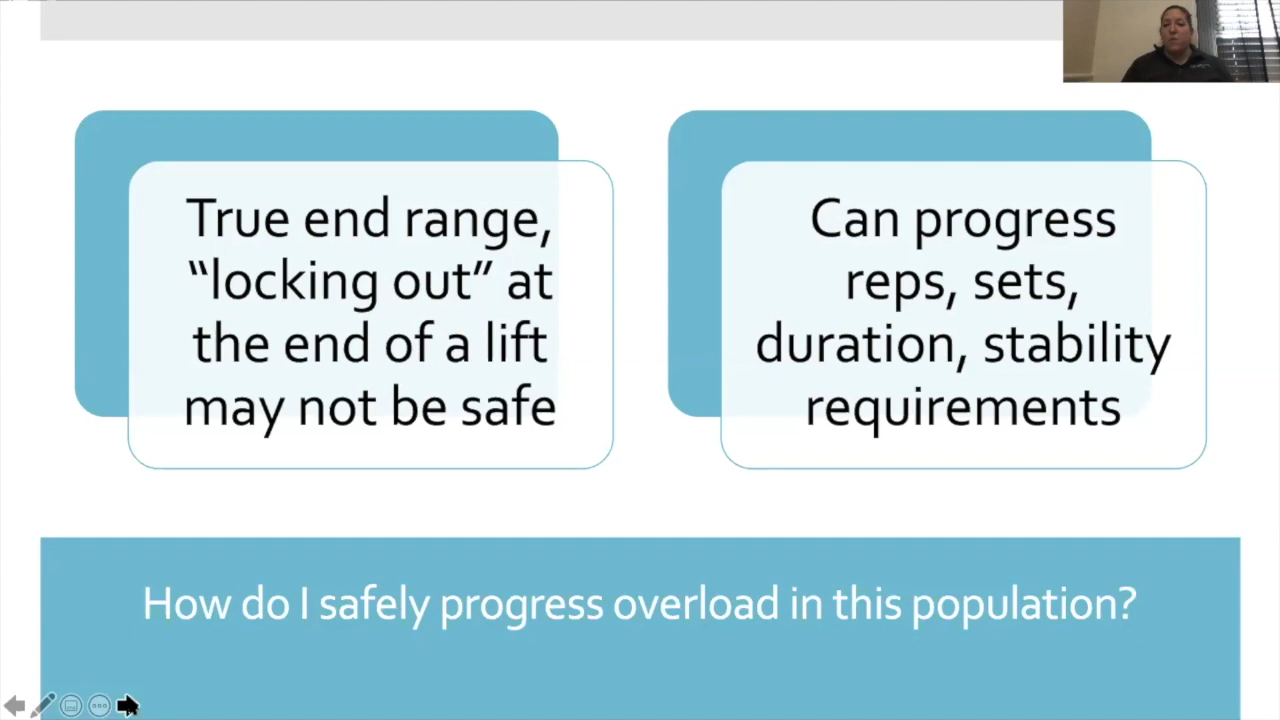 True end range,
“locking out” at
the end of a lift
may not be safe
Can progress
reps, sets,
duration, stability
requirements
How do I safely progress overload in this population?